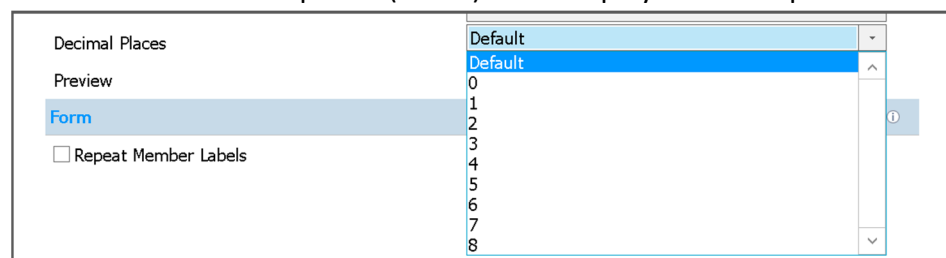 Decimal Places
Default
Default
Preview
0
1
Form
2
3
Repeat Member Labels
4
5
6
7
8